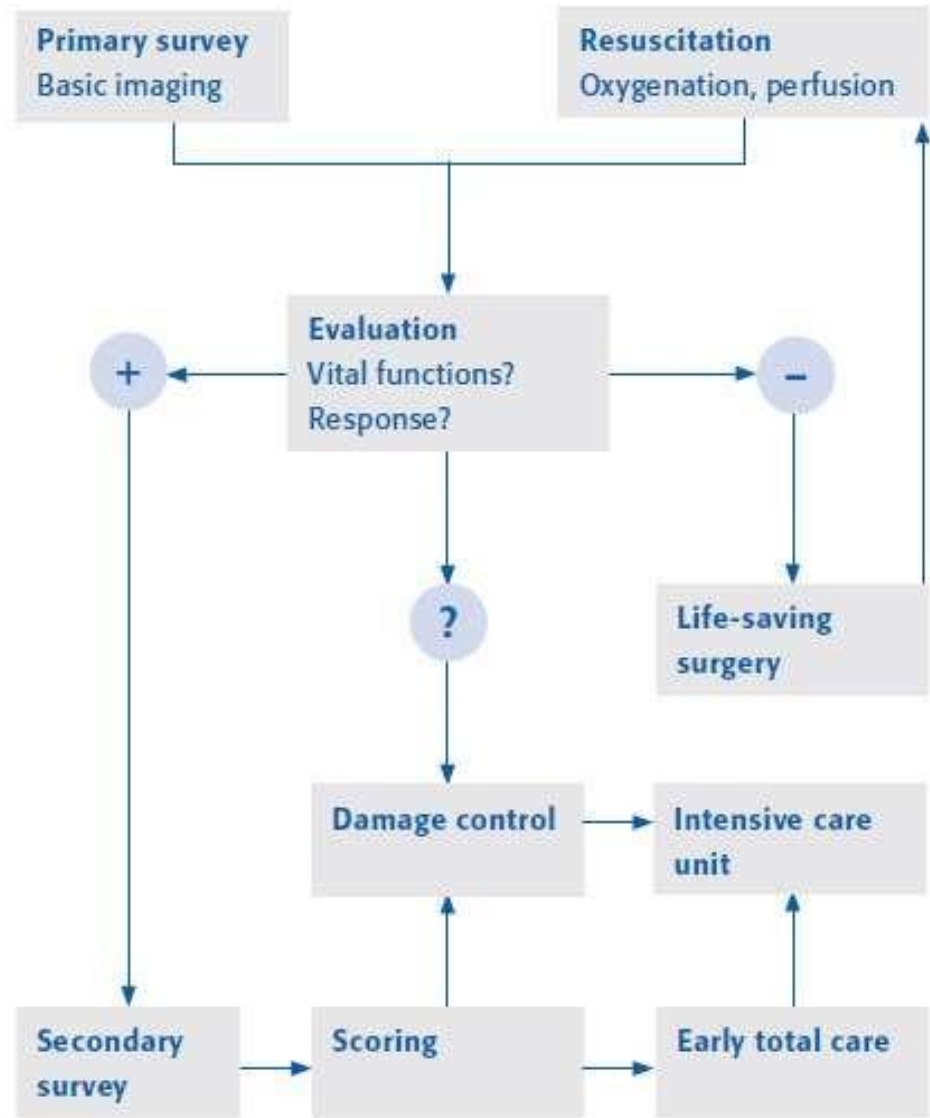 Primary survey
Basic imaging
Resuscitation
Oxygenation, perfusion
Evaluation
Vital functions?
Response?
+
–
?
Life-saving
surgery
Damage control
Intensive care
unit
Secondary
survey
Scoring
Early total care